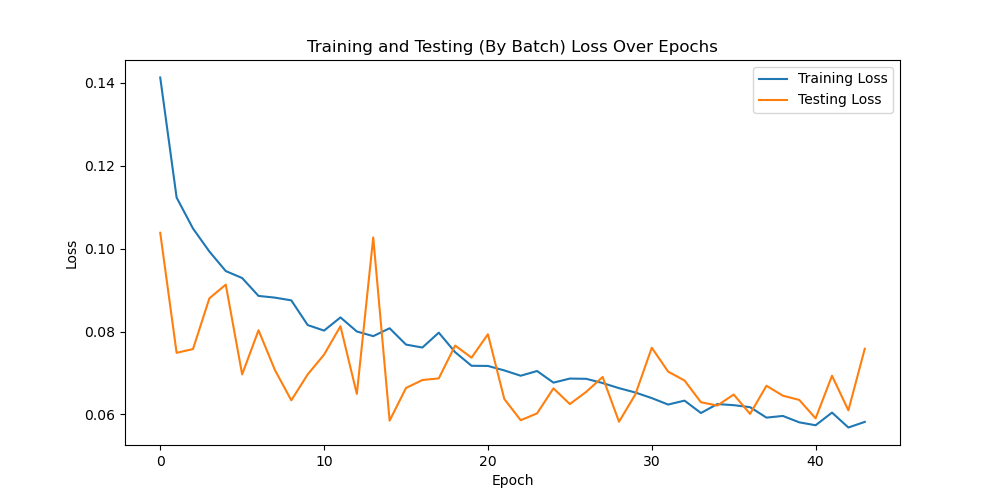 Training and Testing (By Batch) Loss Over Epochs
Training Loss
Testing Loss
0.14
0.12
0.10
0.08
0.06
Loss
0
10
20
30
40
Epoch